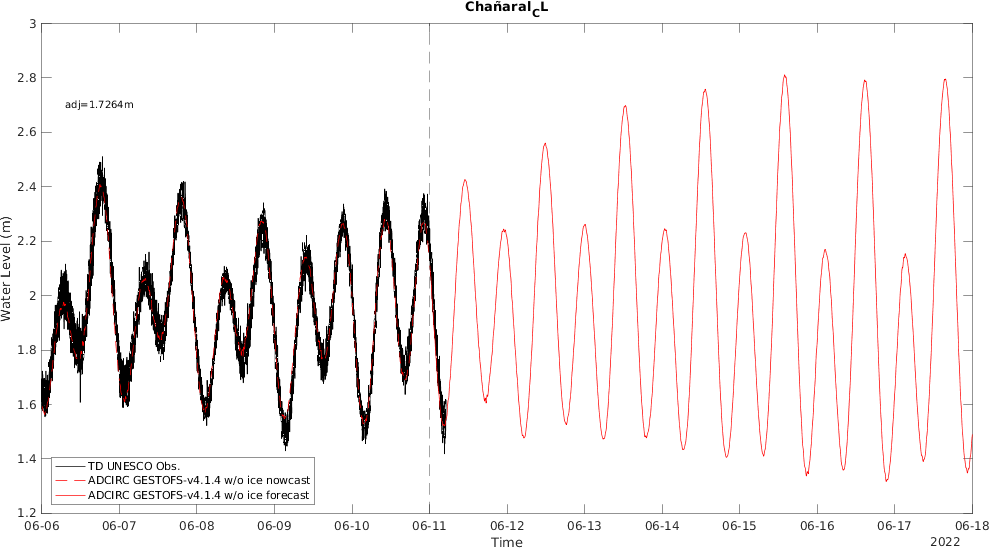 Chañaral_CL
Water Level (m)
3
2.8
2.6
2.4
2.2
2
1.8
1.6
1.4
1.2
adj=1.7264m
TD UNESCO Obs.
ADCIRC GESTOFS-v4.1.4 w/o ice nowcast
ADCIRC GESTOFS-v4.1.4 w/o ice forecast
06-06 06-07 06-08 06-09 06-10 06-11 06-12 06-13 06-14 06-15 06-16 06-17 06-18
Time
2022